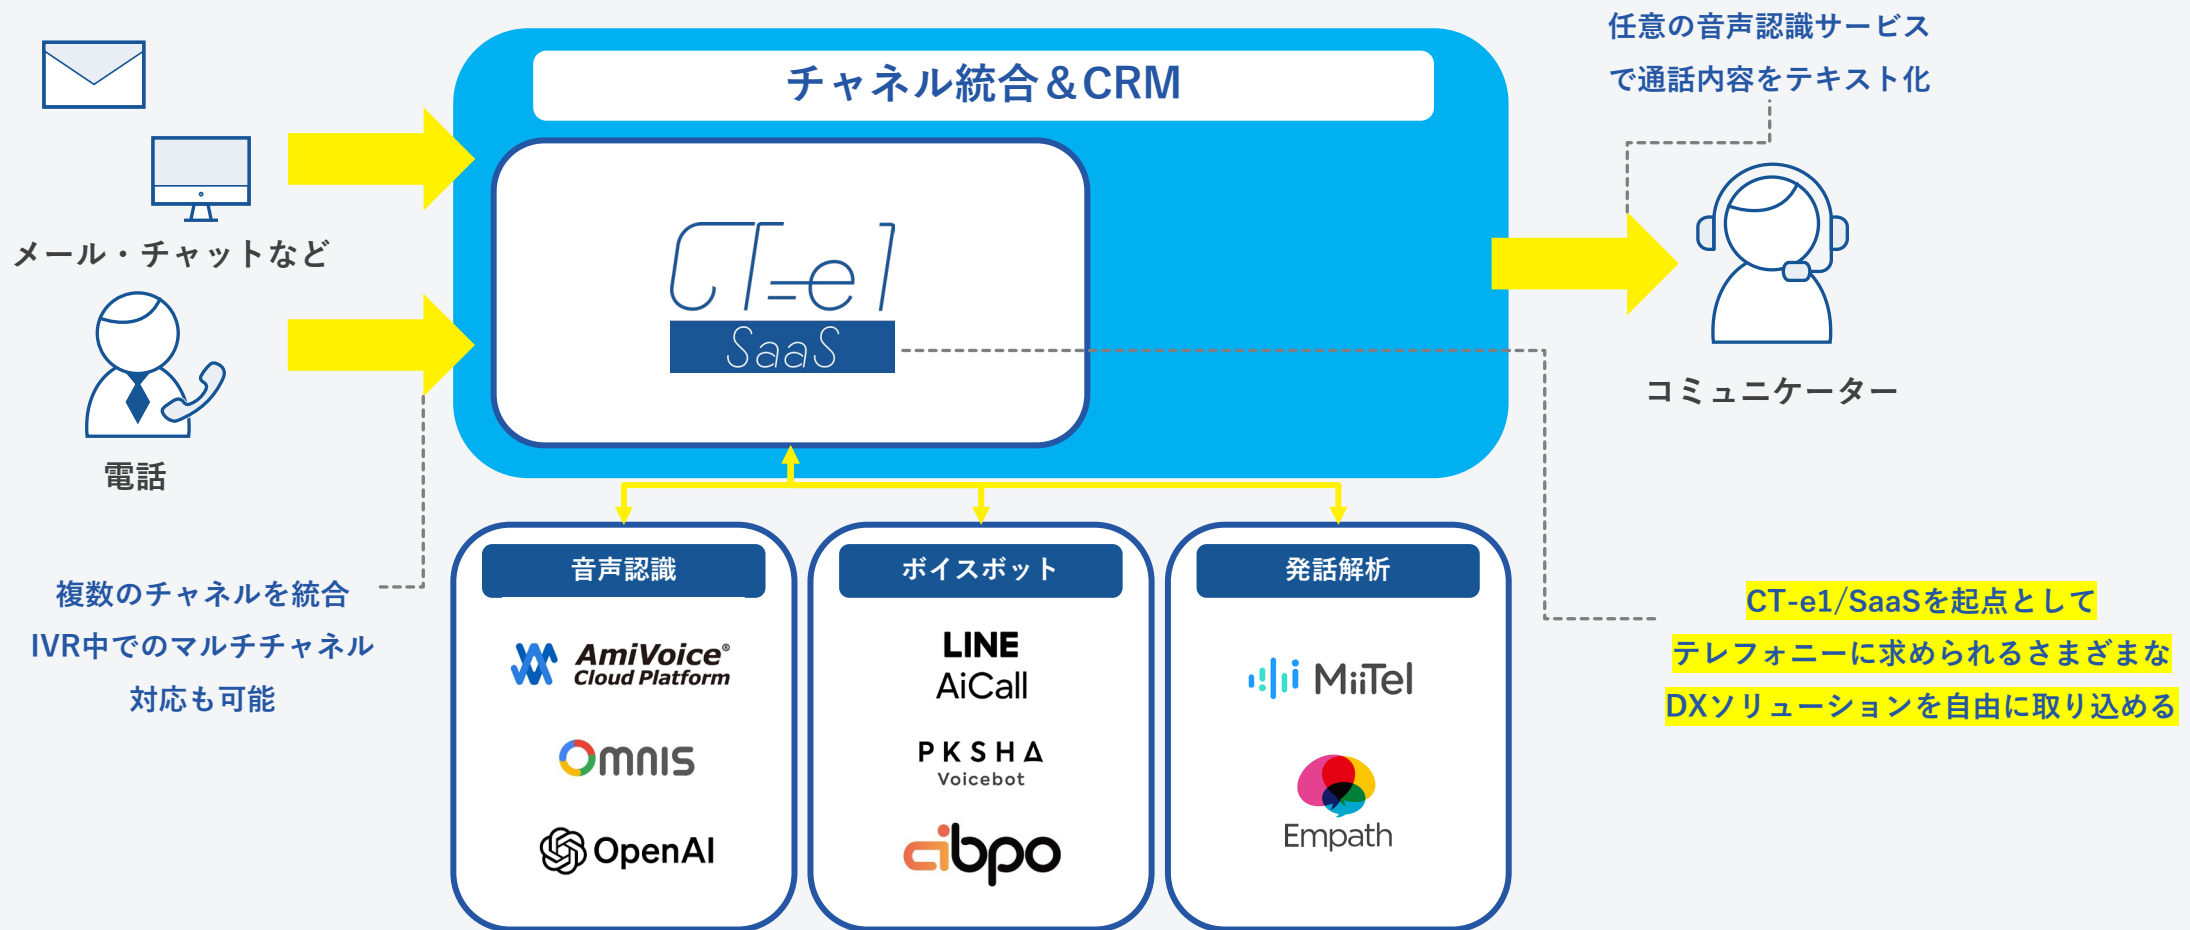 任意の音声認識サービス
で通話内容をテキスト化
チャネル統合＆CRM
メール・チャットなど
CT-e1
SaaS
コミュニケーター
電話
複数のチャネルを統合
IVR中でのマルチチャネル
対応も可能
音声認識
AmiVoice®
Cloud Platform
OMNIS
OpenAI
ボイスボット
LINE
AiCall
PKSHA
Voicebot
aibpo
発話解析
MiiTel
Empath
CT-e1/SaaSを起点として
テレフォニーに求められるさまざまな
DXソリューションを自由に取り込める